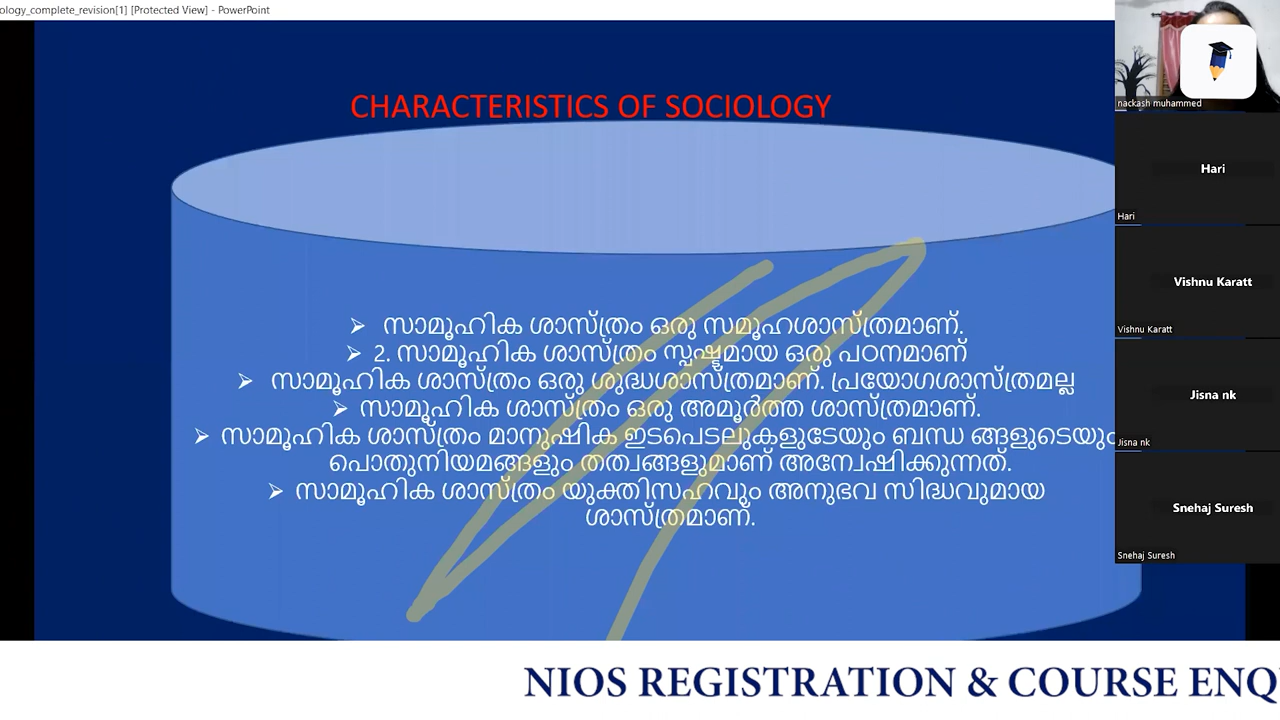 ology_complete_revision[1] [Protected View] - PowerPoint
CHARACTERISTICS OF SOCIOLOGY
➢ സാമൂഹിക ശാസ്ത്രം ഒരു സമൂഹശാസ്ത്രമാണ്.
➢ 2. സാമൂഹിക ശാസ്ത്രം സ്പഷ്ടമായ ഒരു പഠനമാണ്
➢ സാമൂഹിക ശാസ്ത്രം ഒരു ശുദ്ധശാസ്ത്രമാണ്. പ്രയോഗശാസ്ത്രമല്ല
➢ സാമൂഹിക ശാസ്ത്രം ഒരു അമൂർത്ത ശാസ്ത്രമാണ്.
➢ സാമൂഹിക ശാസ്ത്രം മാനുഷിക ഇടപെടലുകളുടേയും ബന്ധ ങ്ങളുടെയും
പൊതുനിയമങ്ങളും തത്വങ്ങളുമാണ് അന്വേഷിക്കുന്നത്.
➢ സാമൂഹിക ശാസ്ത്രം യുക്തിസഹവും അനുഭവ സിദ്ധവുമായ
ശാസ്ത്രമാണ്.
nackash muhammed
Hari
Hari
Vishnu Karatt
Vishnu Karatt
Jisna nk
Jisna nk
Snehaj Suresh
Snehaj Suresh
NIOS REGISTRATION & COURSE ENQ